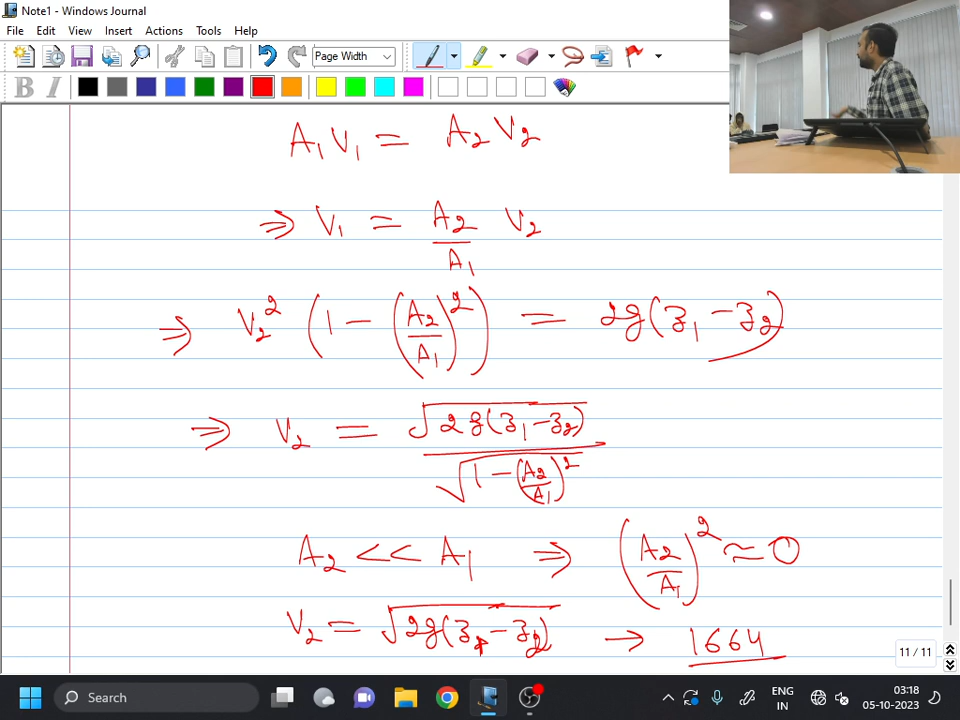 Note1 - Windows Journal
File Edit View Insert Actions Tools Help
Page Width
B I
A₁V₁ = A₂V₂
⇒ V₁ = A₂/A₁ V₂
⇒ V₂² (1 − (A₂/A₁)²) = 2g(z₁ − z₂)
⇒ V₂ = √(2g(z₁ − z₂)) / √(1 − (A₂/A₁)²)
A₂ << A₁ ⇒ (A₂/A₁)² ≈ 0
V₂ = √(2g(z₁ − z₂)) → 1664
11 / 11
Search
ENG
IN
03:18
05-10-2023